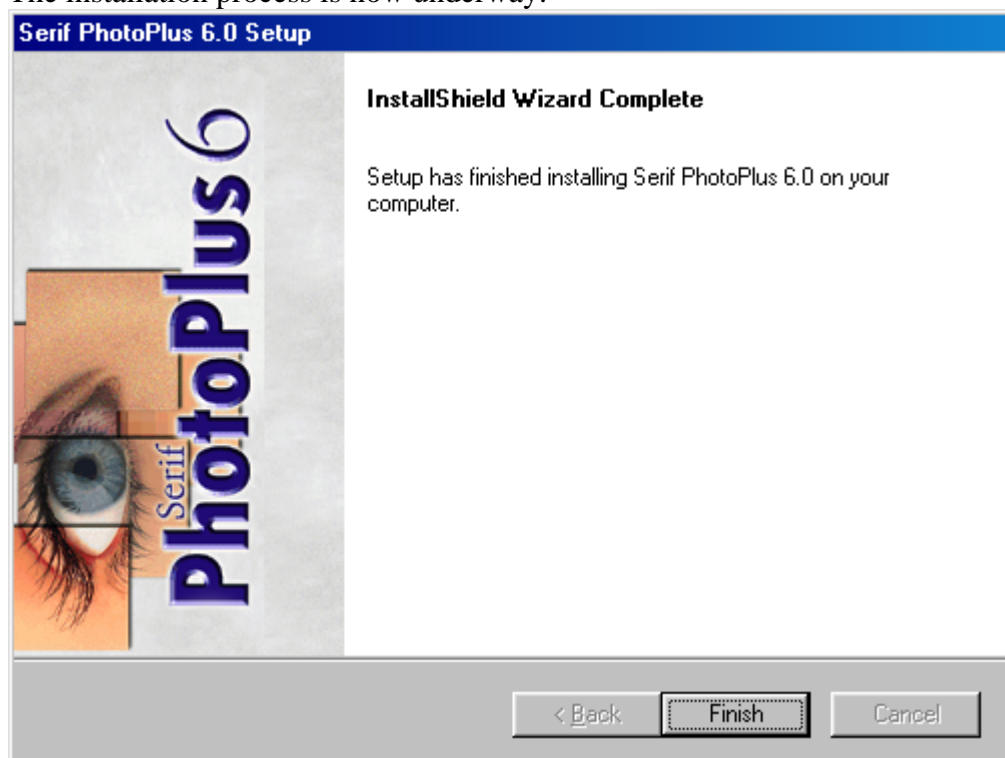 The installation process is now underway.
Serif PhotoPlus 6.0 Setup
InstallShield Wizard Complete
Setup has finished installing Serif PhotoPlus 6.0 on your
computer.
Serif
PhotoPlus 6
< Back
Finish
Cancel